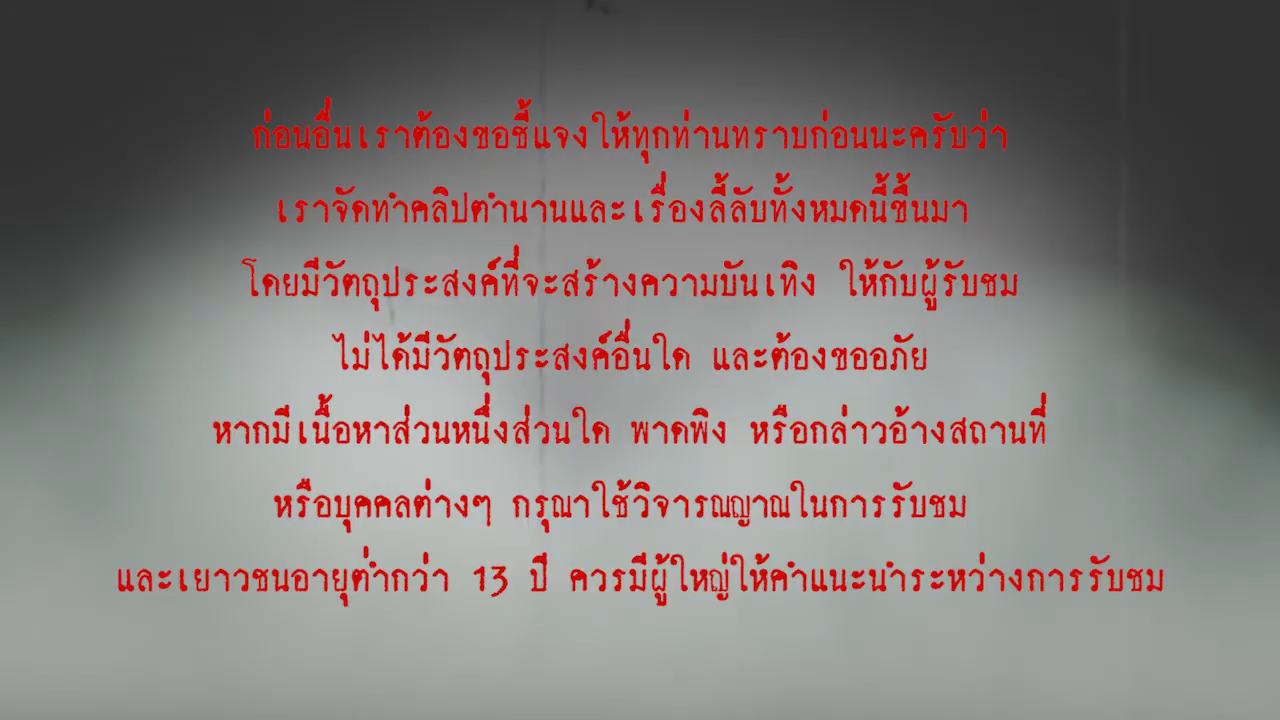 ก่อนอื่นเราต้องขอชี้แจงให้ทุกท่านทราบก่อนนะครับว่า
เราจัดทำคลิปตำนานและเรื่องลี้ลับทั้งหมดนี้ขึ้นมา
โดยมีวัตถุประสงค์ที่จะสร้างความบันเทิง ให้กับผู้รับชม
ไม่ได้มีวัตถุประสงค์อื่นใด และต้องขออภัย
หากมีเนื้อหาส่วนหนึ่งส่วนใด พาดพิง หรือกล่าวอ้างสถานที่
หรือบุคคลต่างๆ กรุณาใช้วิจารณญาณในการรับชม
และเยาวชนอายุต่ำกว่า 13 ปี ควรมีผู้ใหญ่ให้คำแนะนำระหว่างการรับชม